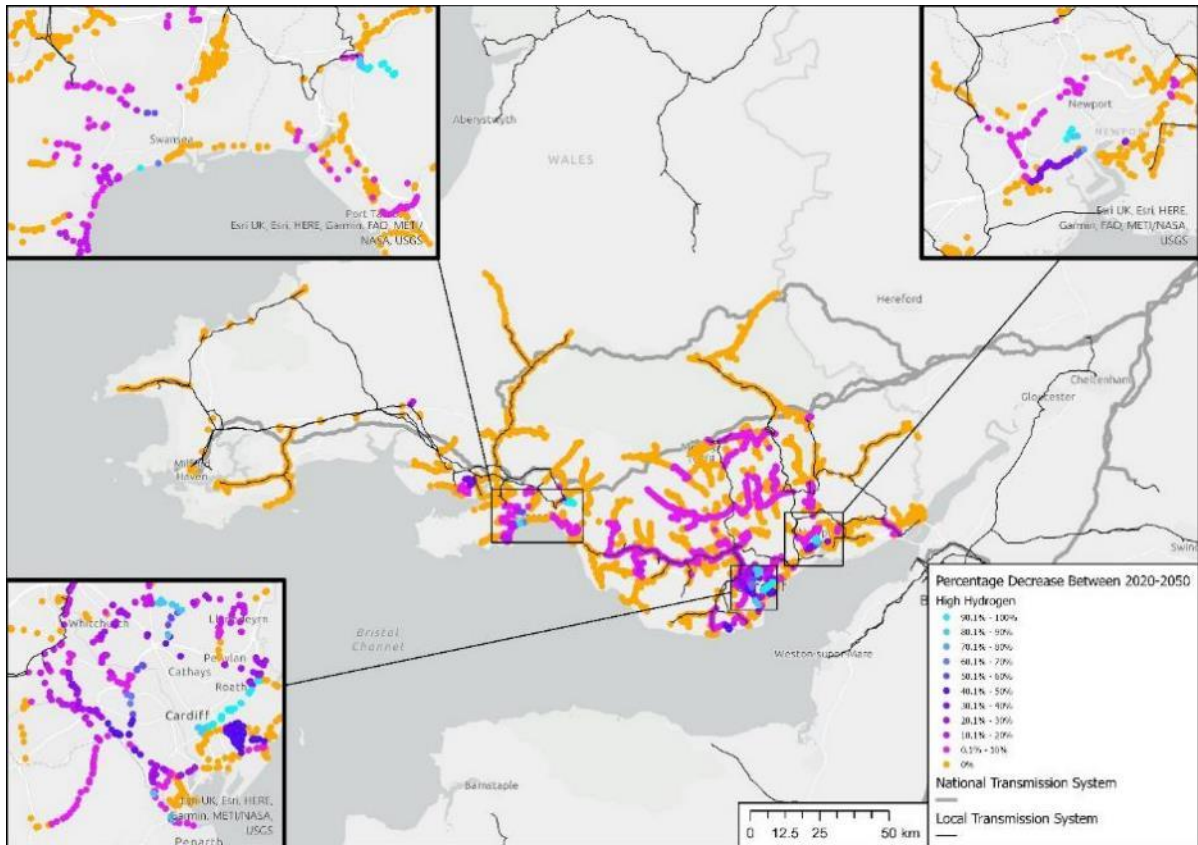 Swansea
Port Ta
Esri UK, Esri, HERE, Garmin, FAO, METI/
NASA, USGS
Aberystwyth
WALES
Newport
NEWPORT
Esri UK, Esri, HERE,
Garmin, FAO, METI/NASA,
USGS
Hereford
Cheltenham
Gloucester
Milford
Haven
Swin
Bristol
Channel
Weston-super-Mare
Barnstaple
Whitchurch
Cathays
Roath
Cardiff
Esri UK, Esri, HERE,
Garmin, METI/NASA,
USGS
Penarth
Percentage Decrease Between 2020-2050
High Hydrogen
90.1% - 100%
80.1% - 90%
70.1% - 80%
60.1% - 70%
50.1% - 60%
40.1% - 50%
30.1% - 40%
20.1% - 30%
10.1% - 20%
0.1% - 10%
0%
National Transmission System
Local Transmission System
0 12.5 25 50 km